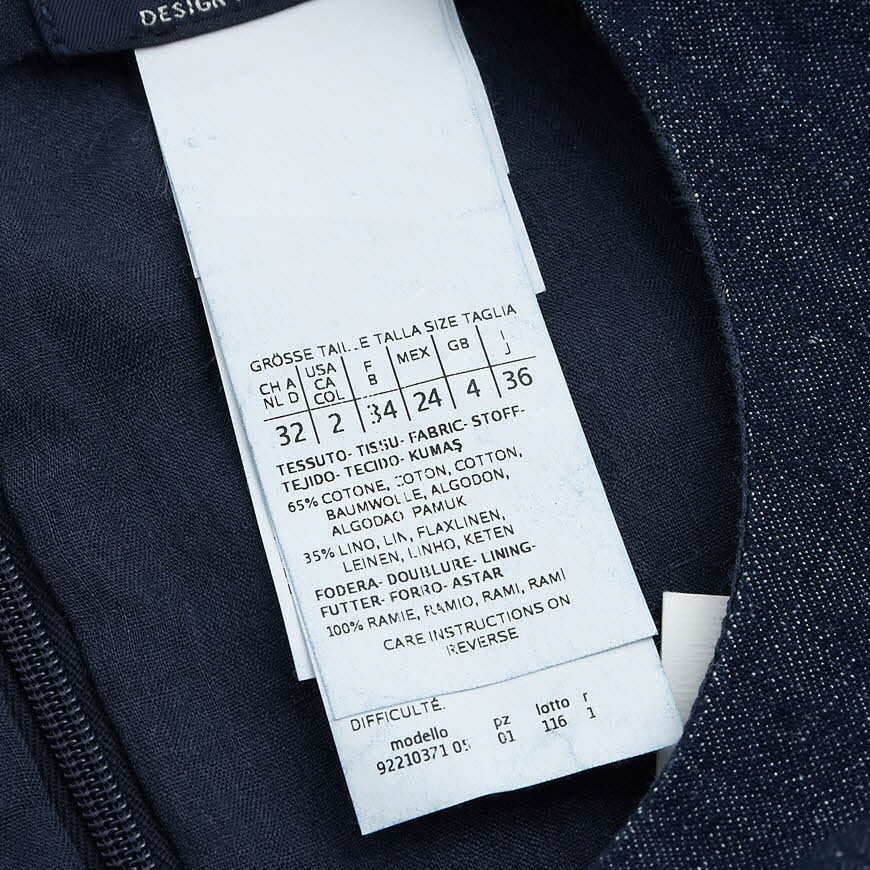 DESIGN
GRÖSSE TAILLE TALLA SIZE TAGLIA
CH A NL D | USA CA COL | F B | MEX | GB | I J
32 | 2 | 34 | 24 | 4 | 36
TESSUTO- TISSU- FABRIC- STOFF-
TEJIDO- TECIDO- KUMAŞ
65% COTONE, COTON, COTTON,
BAUMWOLLE, ALGODON,
ALGODAO, PAMUK
35% LINO, LIN, FLAXLINEN,
LEINEN, LINHO, KETEN
FODERA- DOUBLURE- LINING-
FUTTER- FORRO- ASTAR
100% RAMIE, RAMIO, RAMI, RAMI
CARE INSTRUCTIONS ON
REVERSE
DIFFICULTÉ.
modello pz lotto r
92210371 05 01 116 1